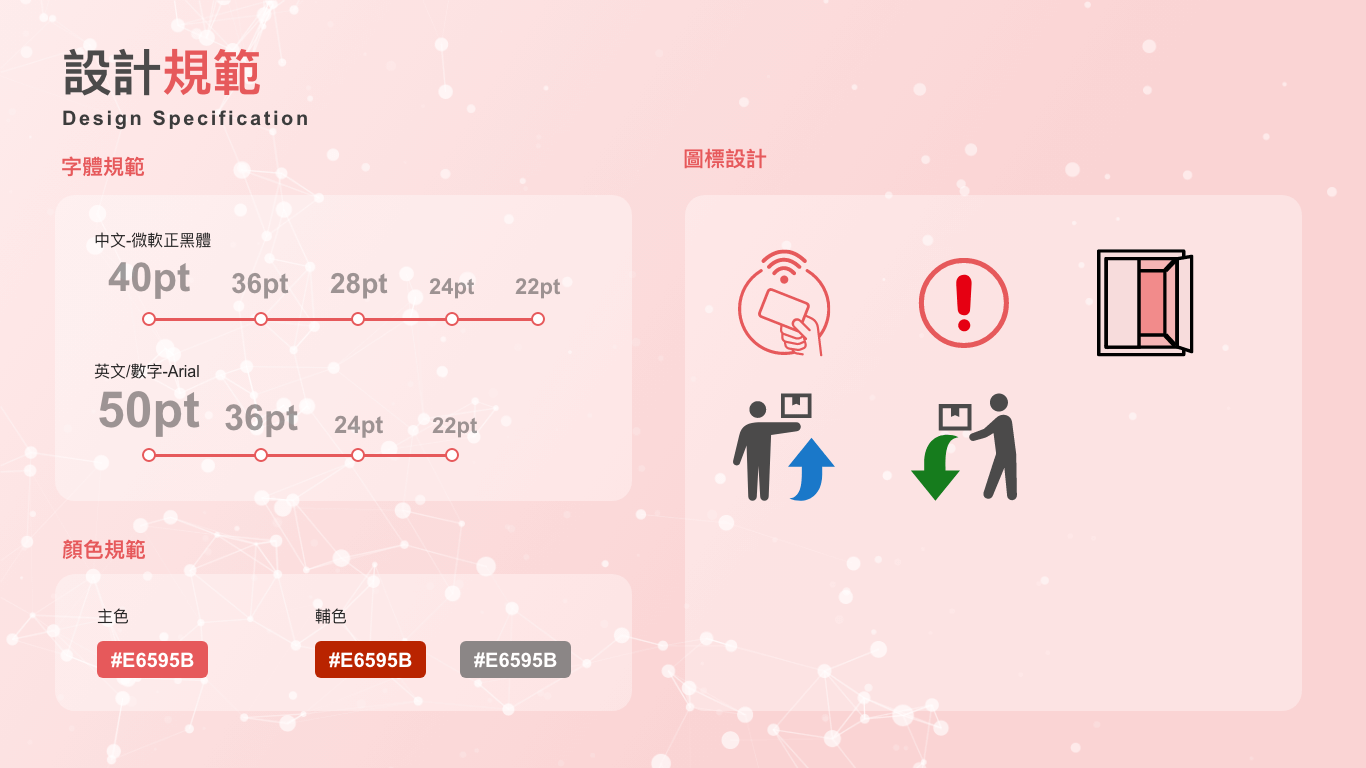 設計規範
Design Specification
字體規範
中文-微軟正黑體
40pt 36pt 28pt 24pt 22pt
英文/數字-Arial
50pt 36pt 24pt 22pt
顏色規範
主色 輔色
#E6595B #E6595B #E6595B
圖標設計